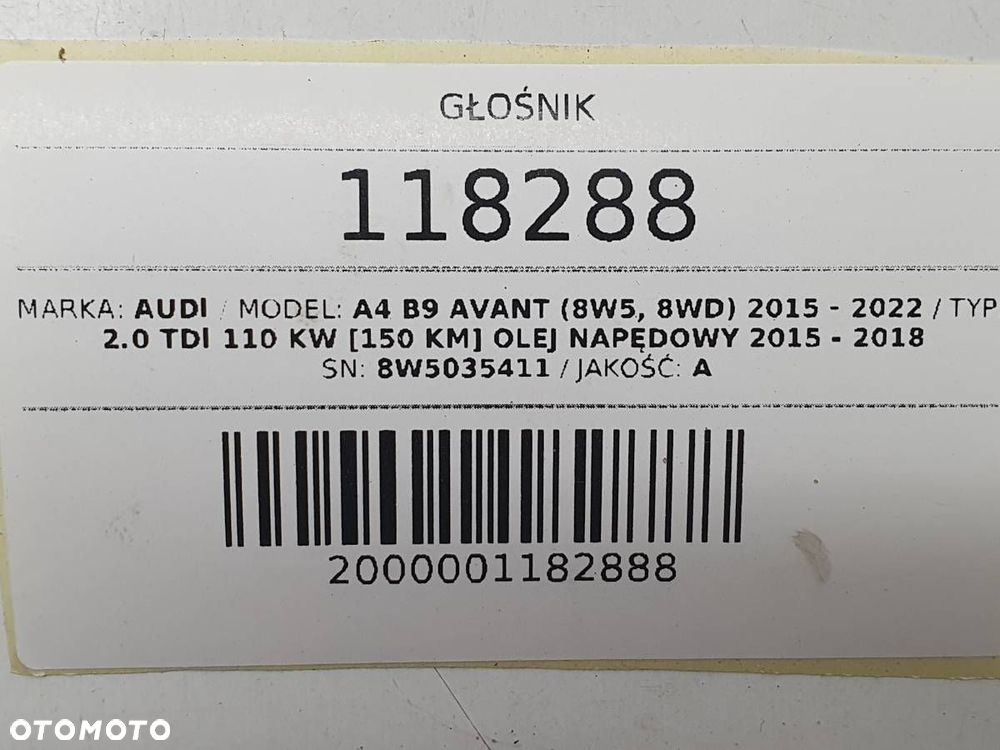 GŁOŚNIK
118288
MARKA: AUDI / MODEL: A4 B9 AVANT (8W5, 8WD) 2015 - 2022 / TYP
2.0 TDI 110 KW [150 KM] OLEJ NAPĘDOWY 2015 - 2018
SN: 8W5035411 / JAKOŚĆ: A
2000001182888
OTOMOTO